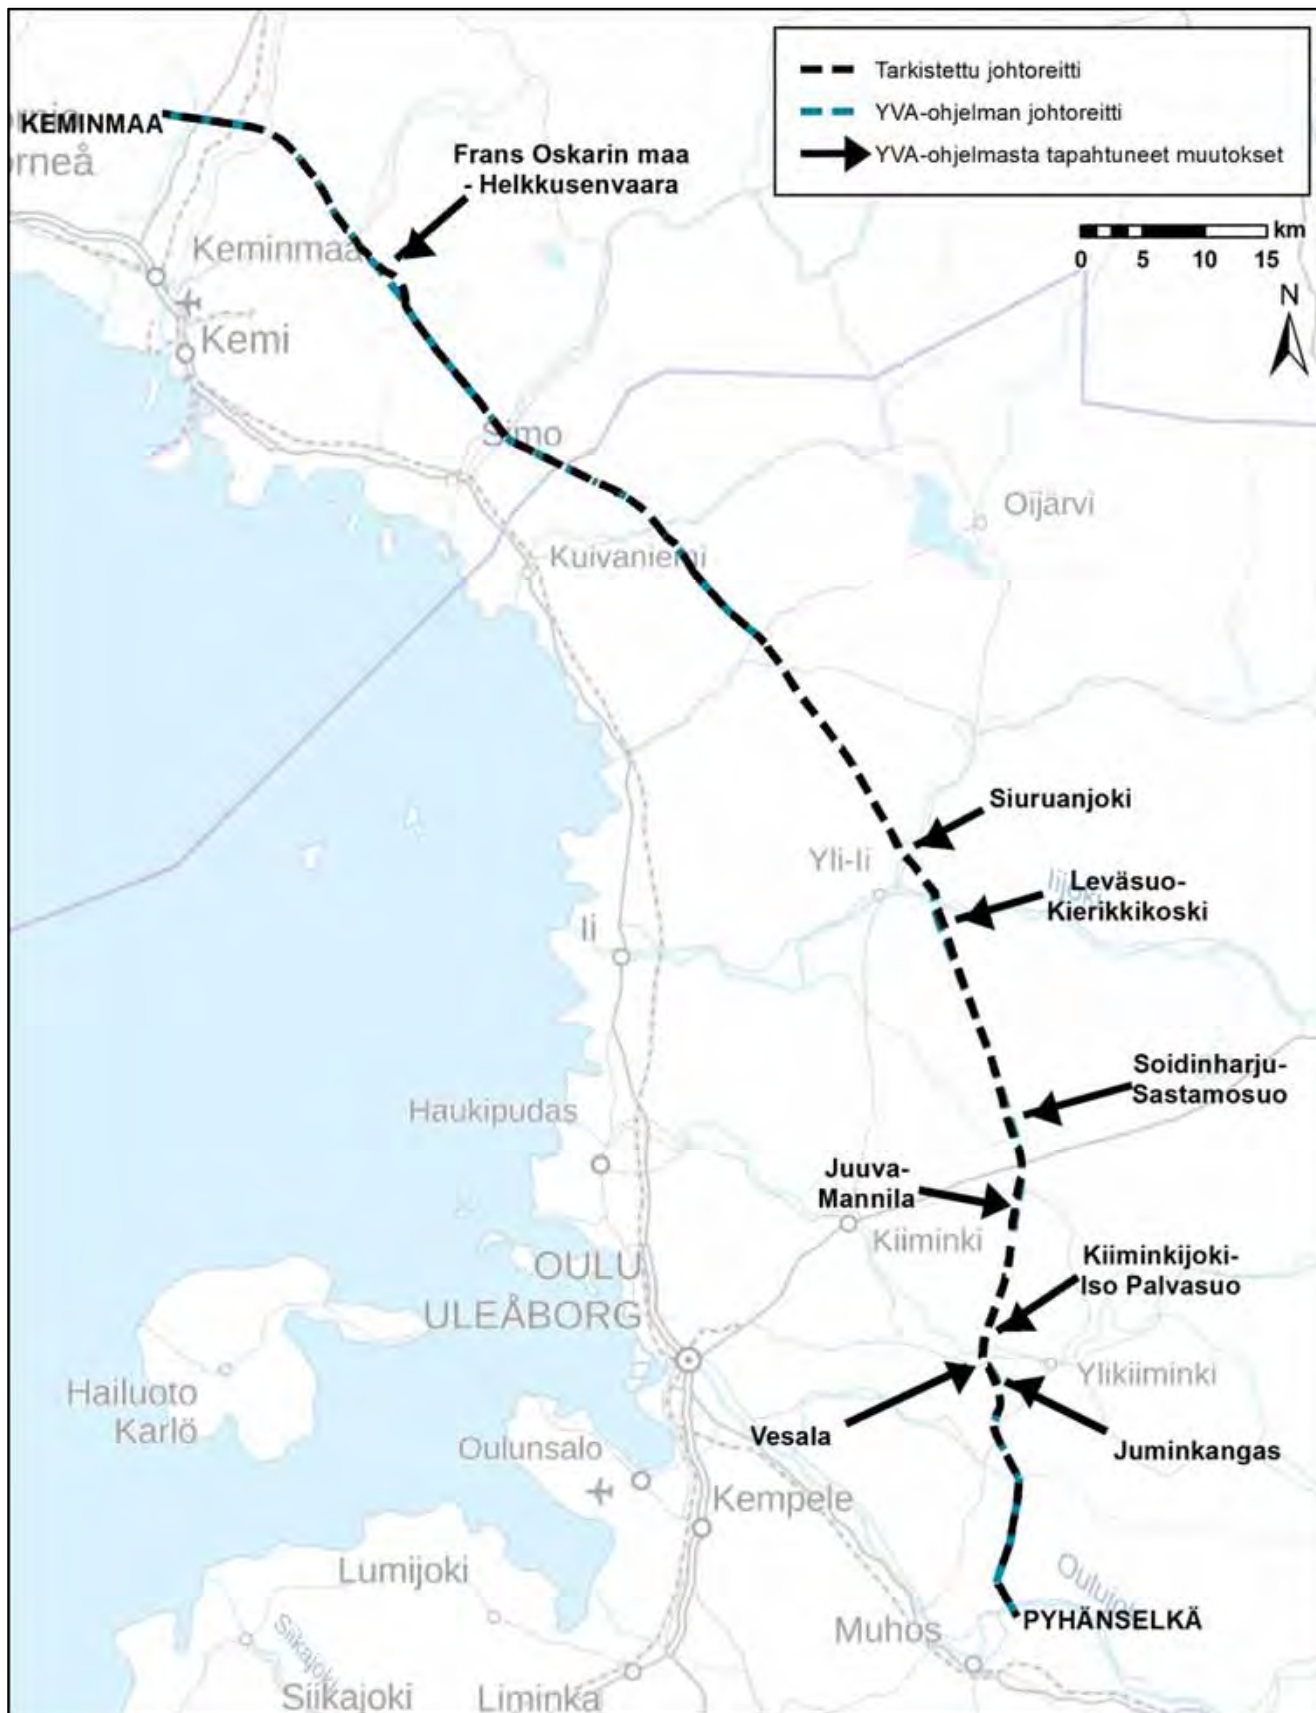 Tarkistettu johtoreitti
YVA-ohjelman johtoreitti
YVA-ohjelmasta tapahtuneet muutokset
km
0 5 10 15
N
KEMINMAA
Frans Oskarin maa
- Helkkusenvaara
Keminmaa
Kemi
Simo
Oijärvi
Kuivaniemi
Siuruanjoki
Yli-Ii
Iijoki
Leväsuo-
Kierikkikoski
Ii
Soidinharju-
Sastamosuo
Haukipudas
Juuva-
Mannila
Kiiminki
OULU
ULEÅBORG
Kiiminkijoki-
Iso Palvasuo
Ylikiiminki
Hailuoto
Karlö
Vesala
Juminkangas
Oulunsalo
Kempele
Lumijoki
Siikajoki
PYHÄNSELKÄ
Muhos
Siikajoki
Liminka